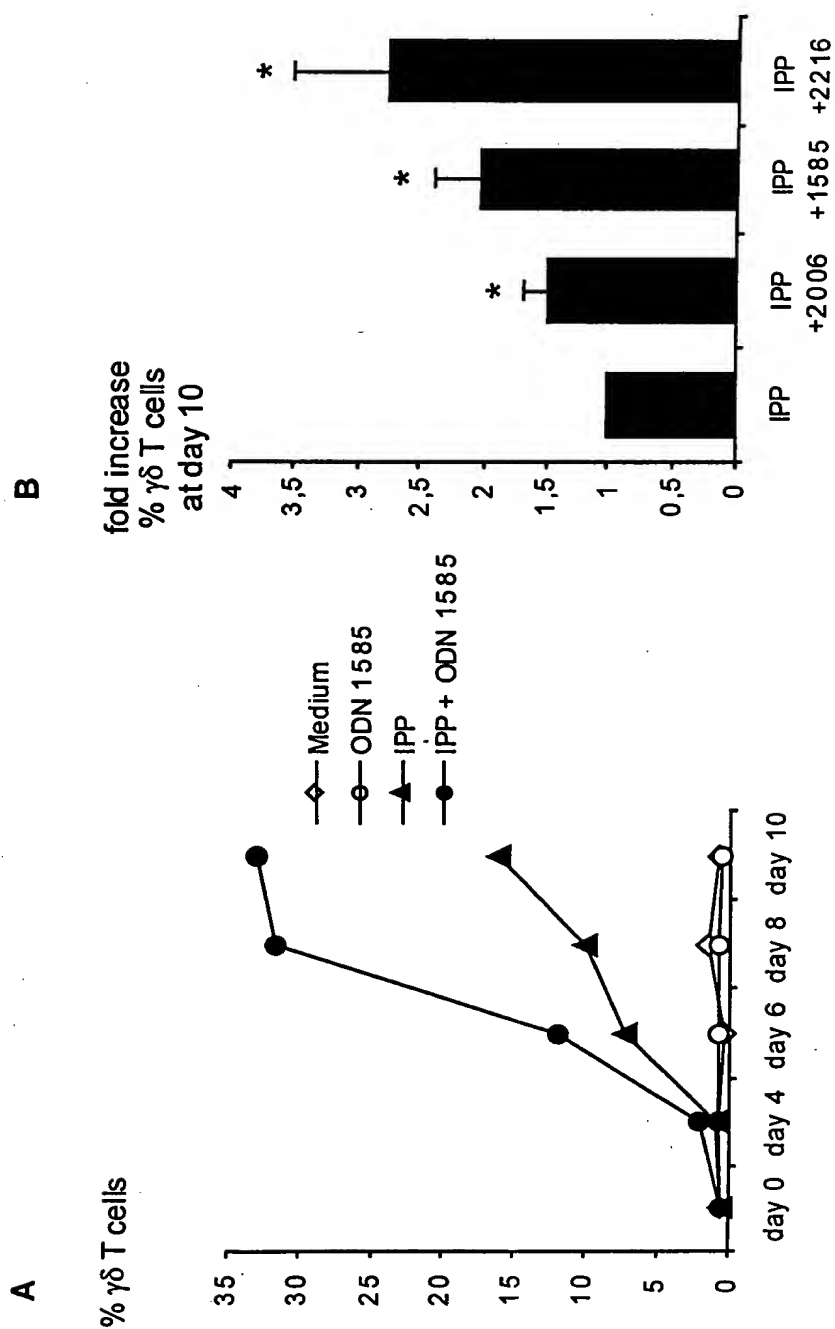 A
% γδ T cells
35
30
25
20
15
10
5
0
day 0 day 4 day 6 day 8 day 10
Medium
ODN 1585
IPP
IPP + ODN 1585
B
fold increase
% γδ T cells
at day 10
4
3,5
3
2,5
2
1,5
1
0,5
0
*
*
*
IPP
IPP
+2006
IPP
+1585
IPP
+2216